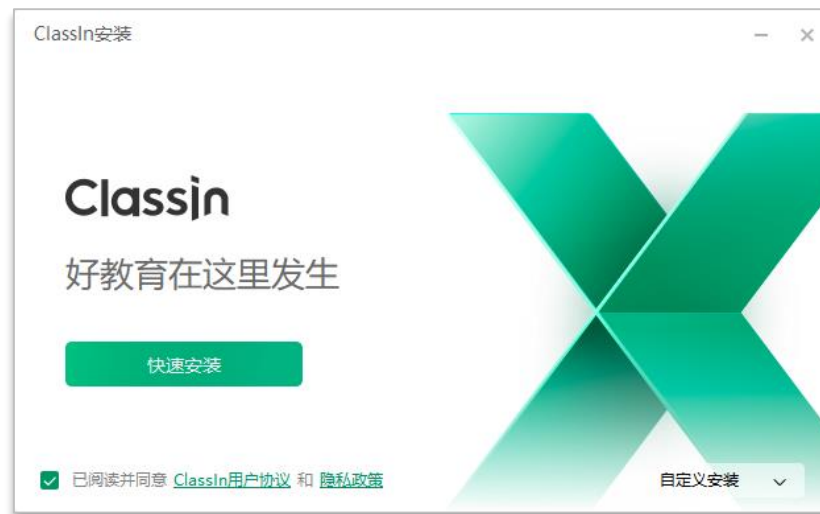 ClassIn安装
Classin
好教育在这里发生
快速安装
已阅读并同意 ClassIn用户协议 和 隐私政策
自定义安装